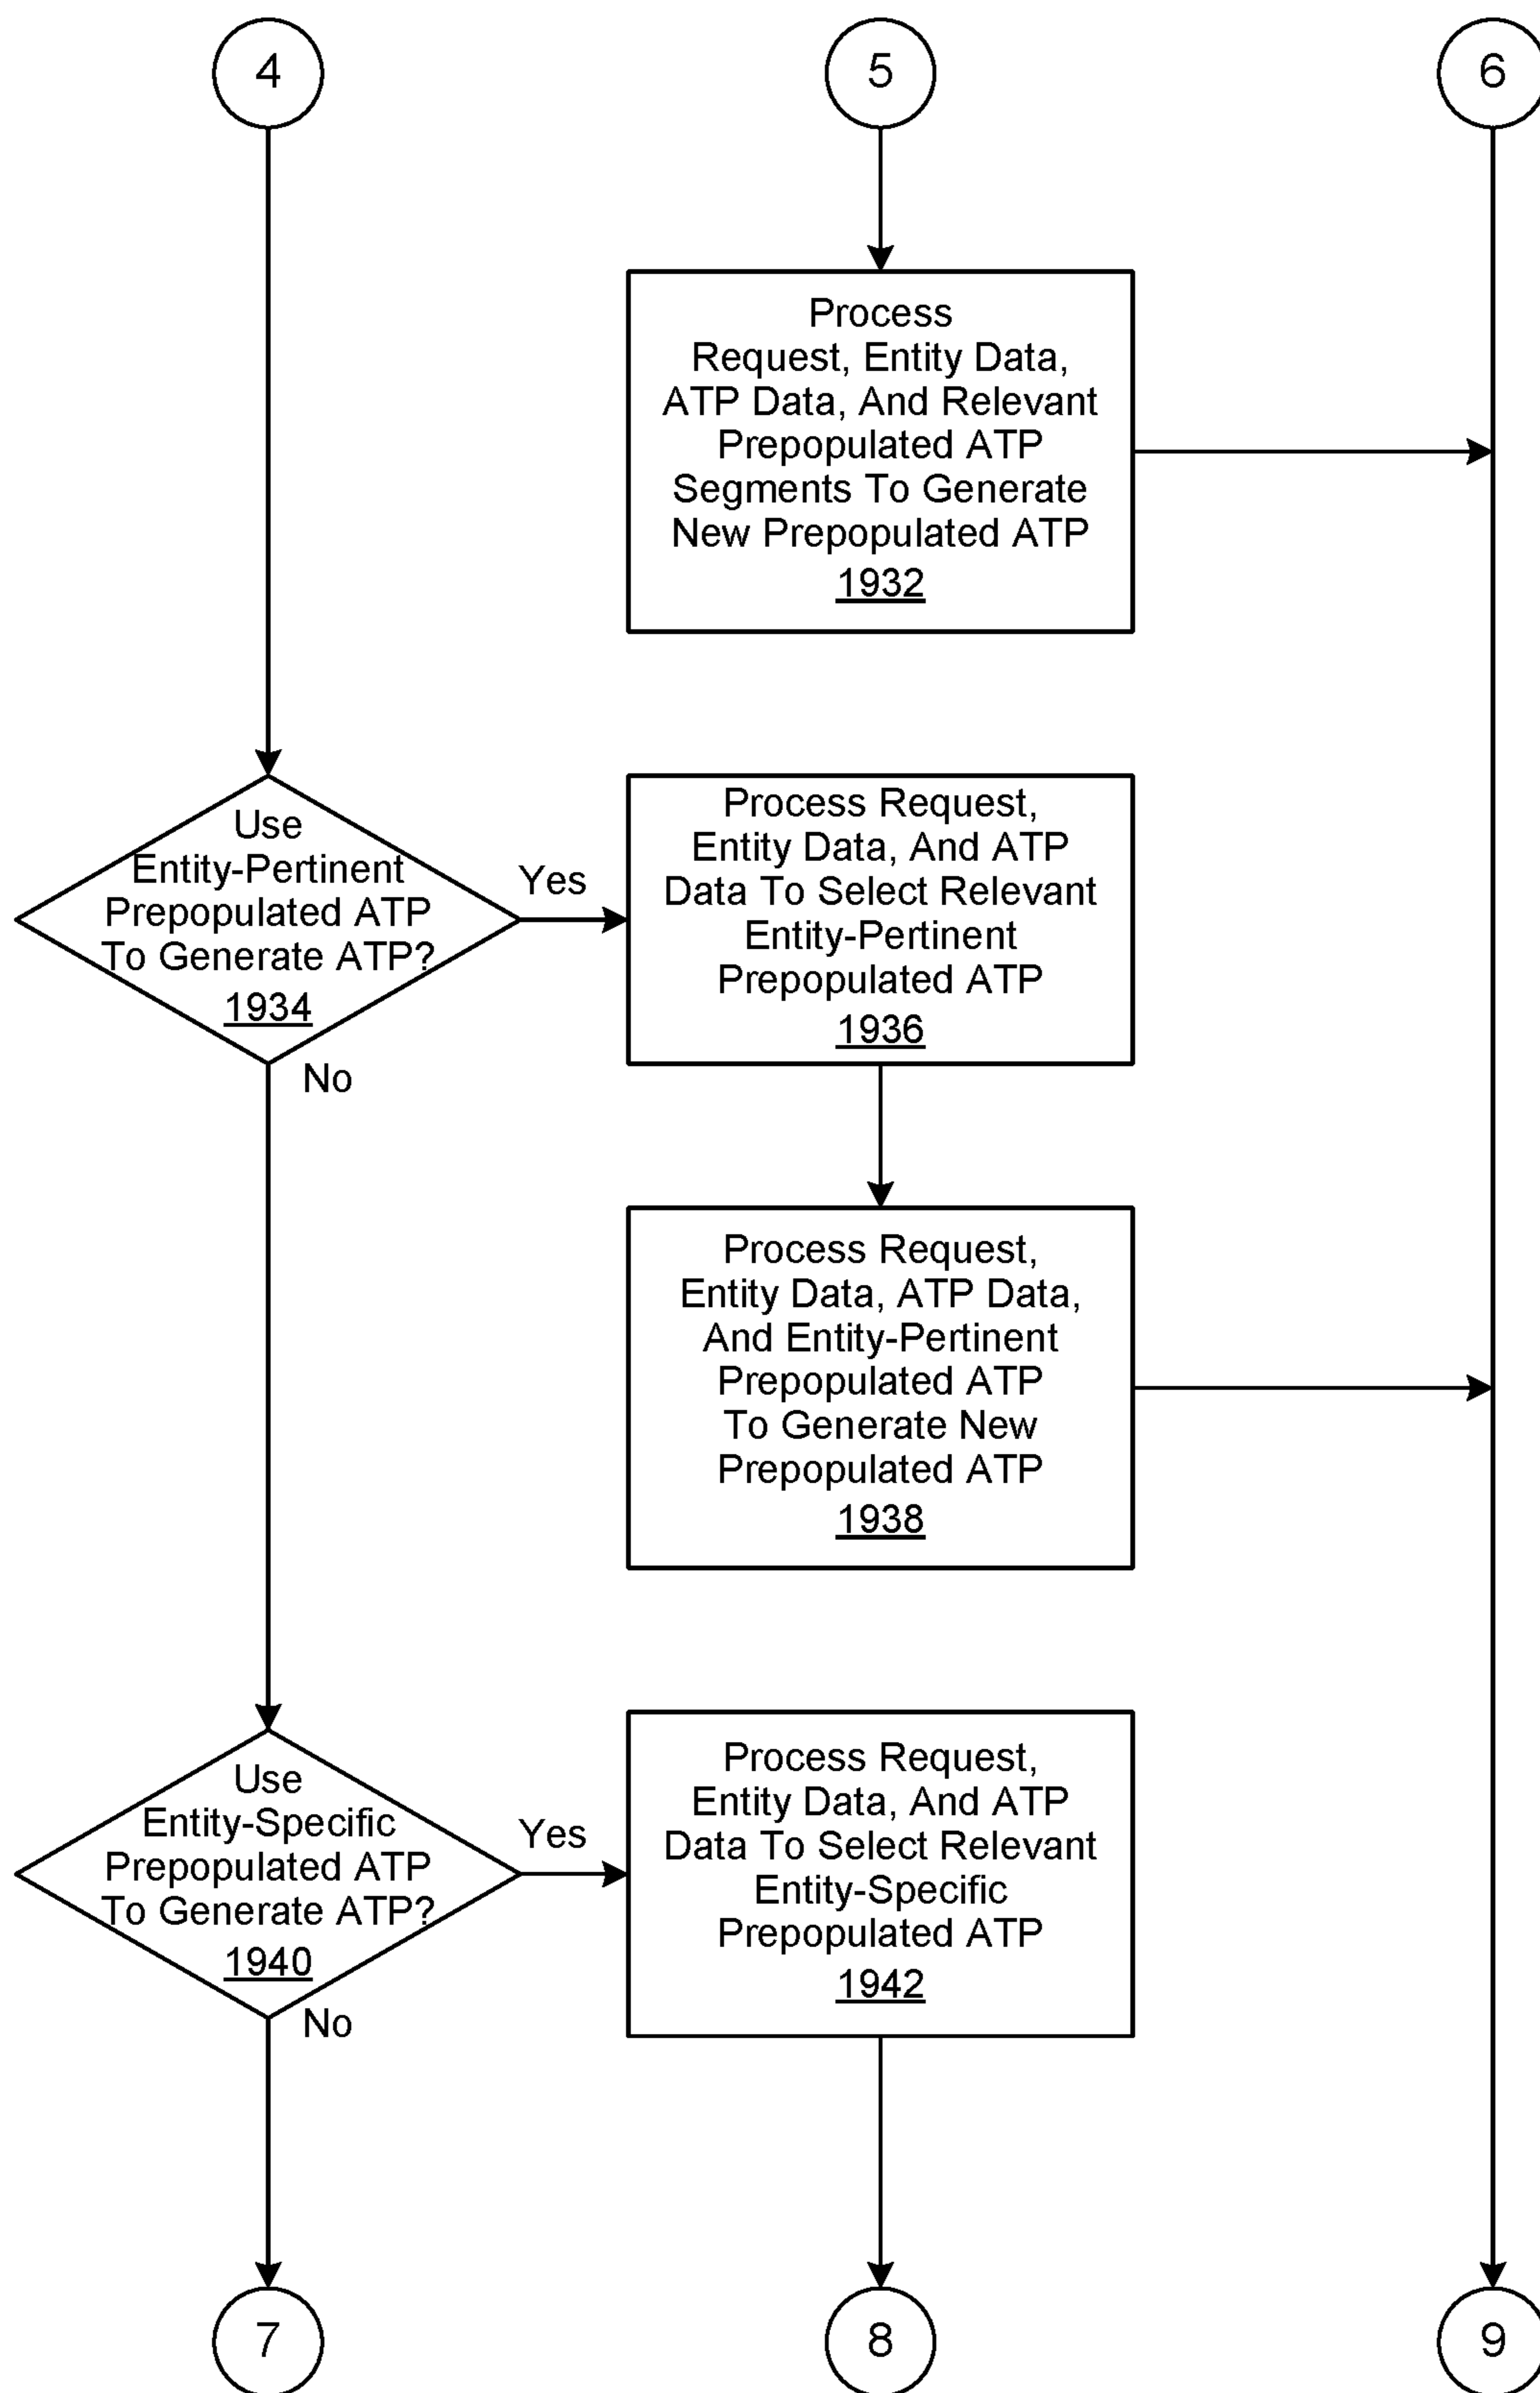 4
5
6
Process
Request, Entity Data,
ATP Data, And Relevant
Prepopulated ATP
Segments To Generate
New Prepopulated ATP
1932
Use
Entity-Pertinent
Prepopulated ATP
To Generate ATP?
1934
Yes
No
Process Request,
Entity Data, And ATP
Data To Select Relevant
Entity-Pertinent
Prepopulated ATP
1936
Process Request,
Entity Data, ATP Data,
And Entity-Pertinent
Prepopulated ATP
To Generate New
Prepopulated ATP
1938
Use
Entity-Specific
Prepopulated ATP
To Generate ATP?
1940
Yes
No
Process Request,
Entity Data, And ATP
Data To Select Relevant
Entity-Specific
Prepopulated ATP
1942
7
8
9